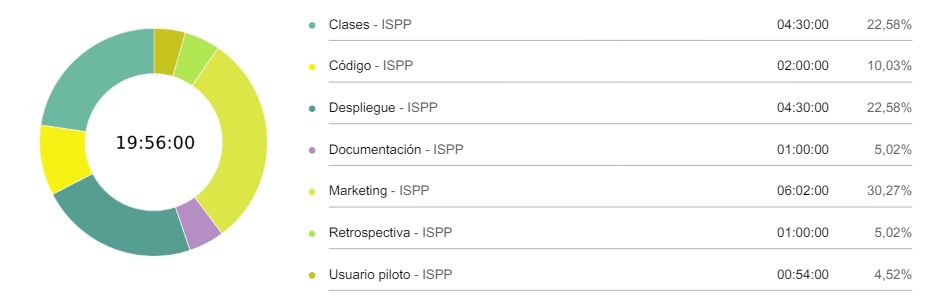 19:56:00
Clases - ISPP 04:30:00 22,58%
Código - ISPP 02:00:00 10,03%
Despliegue - ISPP 04:30:00 22,58%
Documentación - ISPP 01:00:00 5,02%
Marketing - ISPP 06:02:00 30,27%
Retrospectiva - ISPP 01:00:00 5,02%
Usuario piloto - ISPP 00:54:00 4,52%